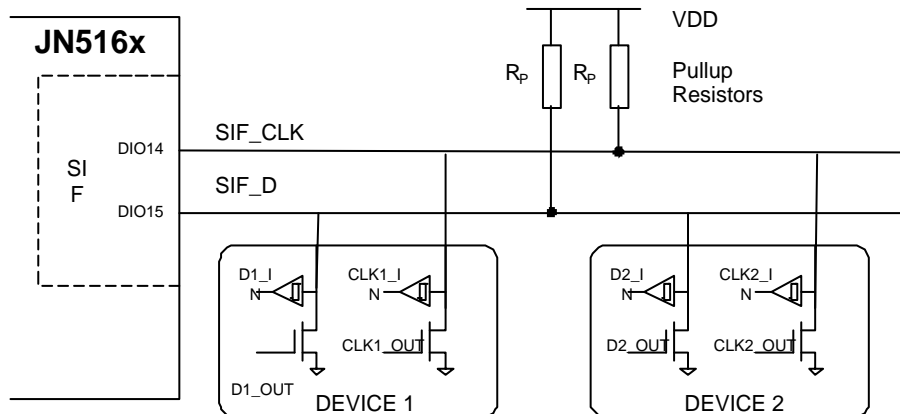 VDD
JN516x
RP
RP
Pullup
Resistors
SIF_CLK
DIO14
SI
F
SIF_D
DIO15
D1_I
N
CLK1_I
N
D2_I
N
CLK2_I
N
CLK1_OUT
D2_OUT
CLK2_OUT
D1_OUT
DEVICE 1
DEVICE 2